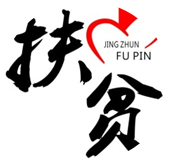 扶
JING ZHUN
FU PIN
贫